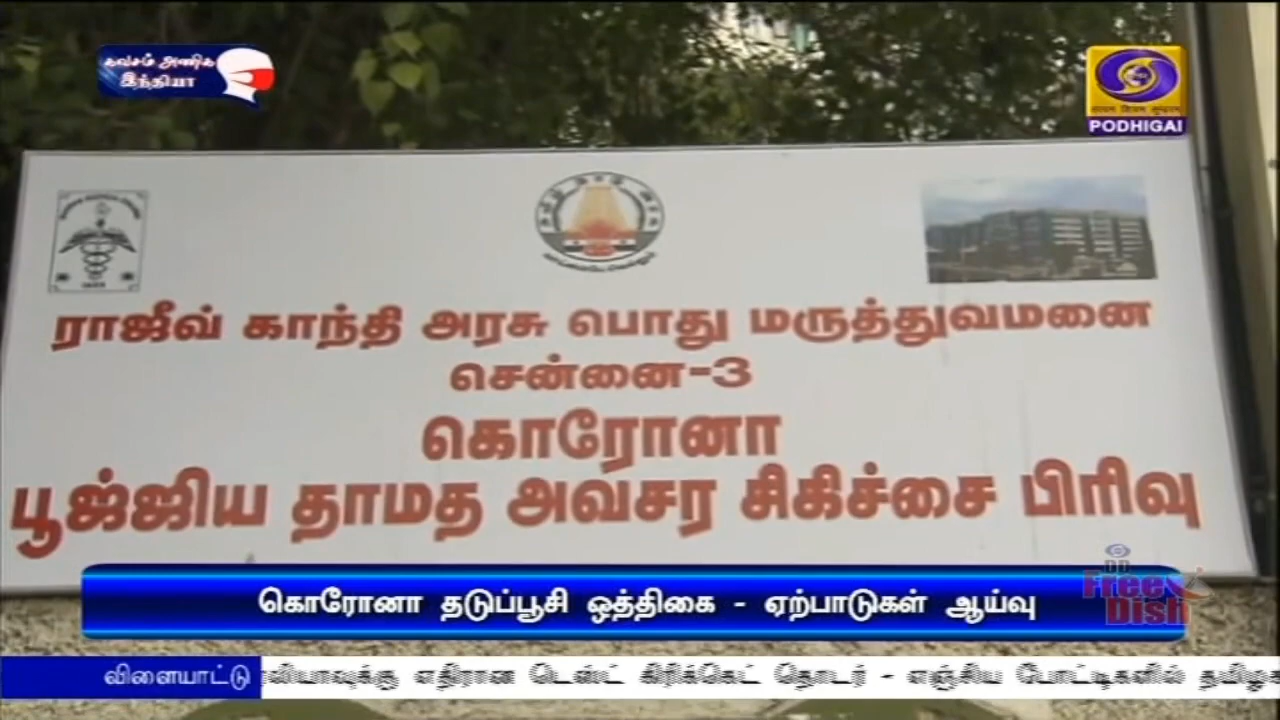 கவசம் அணிக
இந்தியா
PODHIGAI
ராஜீவ் காந்தி அரசு பொது மருத்துவமனை
சென்னை-3
கொரோனா
பூஜ்ஜிய தாமத அவசர சிகிச்சை பிரிவு
DD
Free Dish
கொரோனா தடுப்பூசி ஒத்திகை - ஏற்பாடுகள் ஆய்வு
விளையாட்டு லியாவுக்கு எதிரான டெஸ்ட் கிரிக்கெட் தொடர் - எஞ்சிய போட்டிகளில் தமிழக